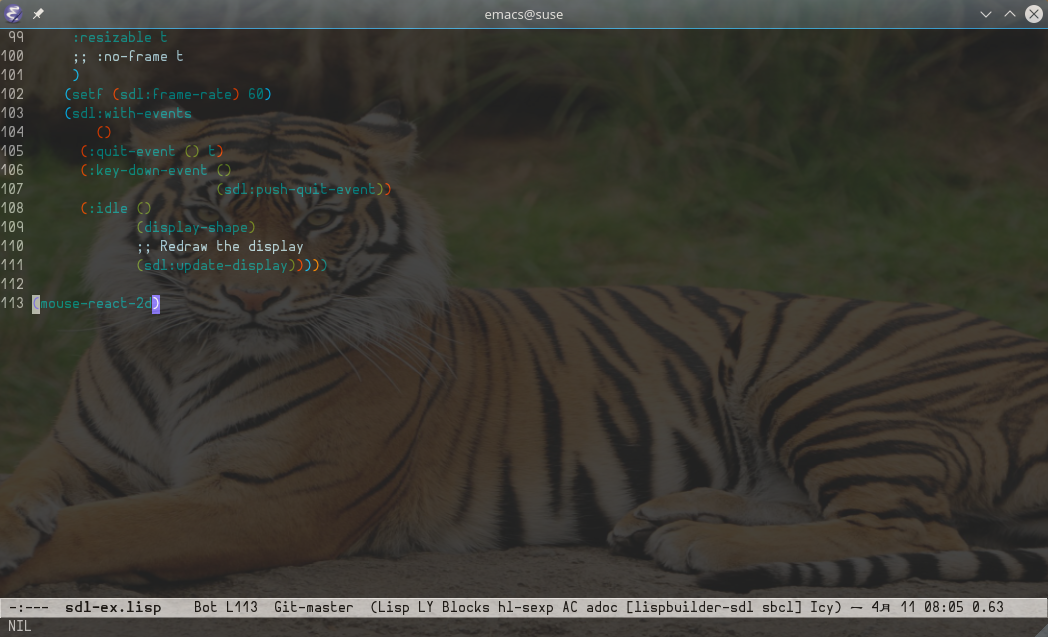 emacs@suse
99 :resizable t
100 ;; :no-frame t
101 )
102 (setf (sdl:frame-rate) 60)
103 (sdl:with-events
104 ()
105 (:quit-event () t)
106 (:key-down-event ()
107 (sdl:push-quit-event))
108 (:idle ()
109 (display-shape)
110 ;; Redraw the display
111 (sdl:update-display)))))
112
113 (mouse-react-2d)
-:--- sdl-ex.lisp Bot L113 Git-master (Lisp LY Blocks hl-sexp AC adoc [lispbuilder-sdl sbcl] Icy) 一 4月 11 08:05 0.63
NIL